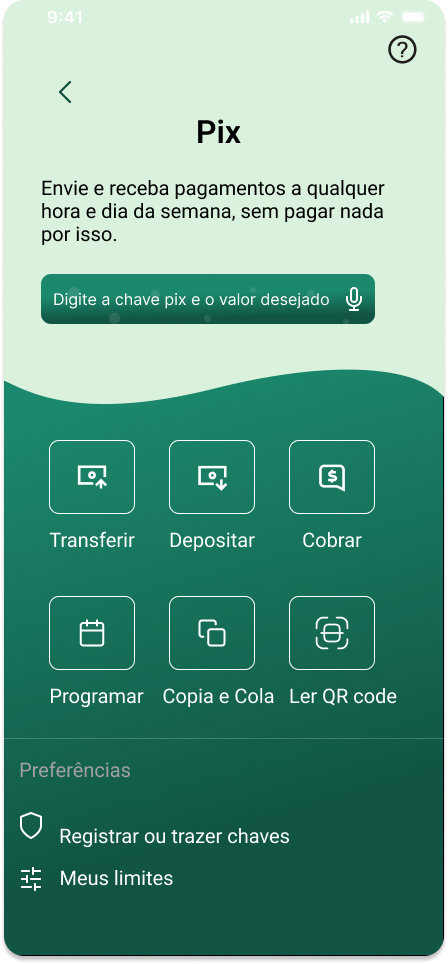 9:41
?
Pix
Envie e receba pagamentos a qualquer
hora e dia da semana, sem pagar nada
por isso.
Digite a chave pix e o valor desejado
$
Transferir Depositar Cobrar
Programar Copia e Cola Ler QR code
Preferências
Registrar ou trazer chaves
Meus limites